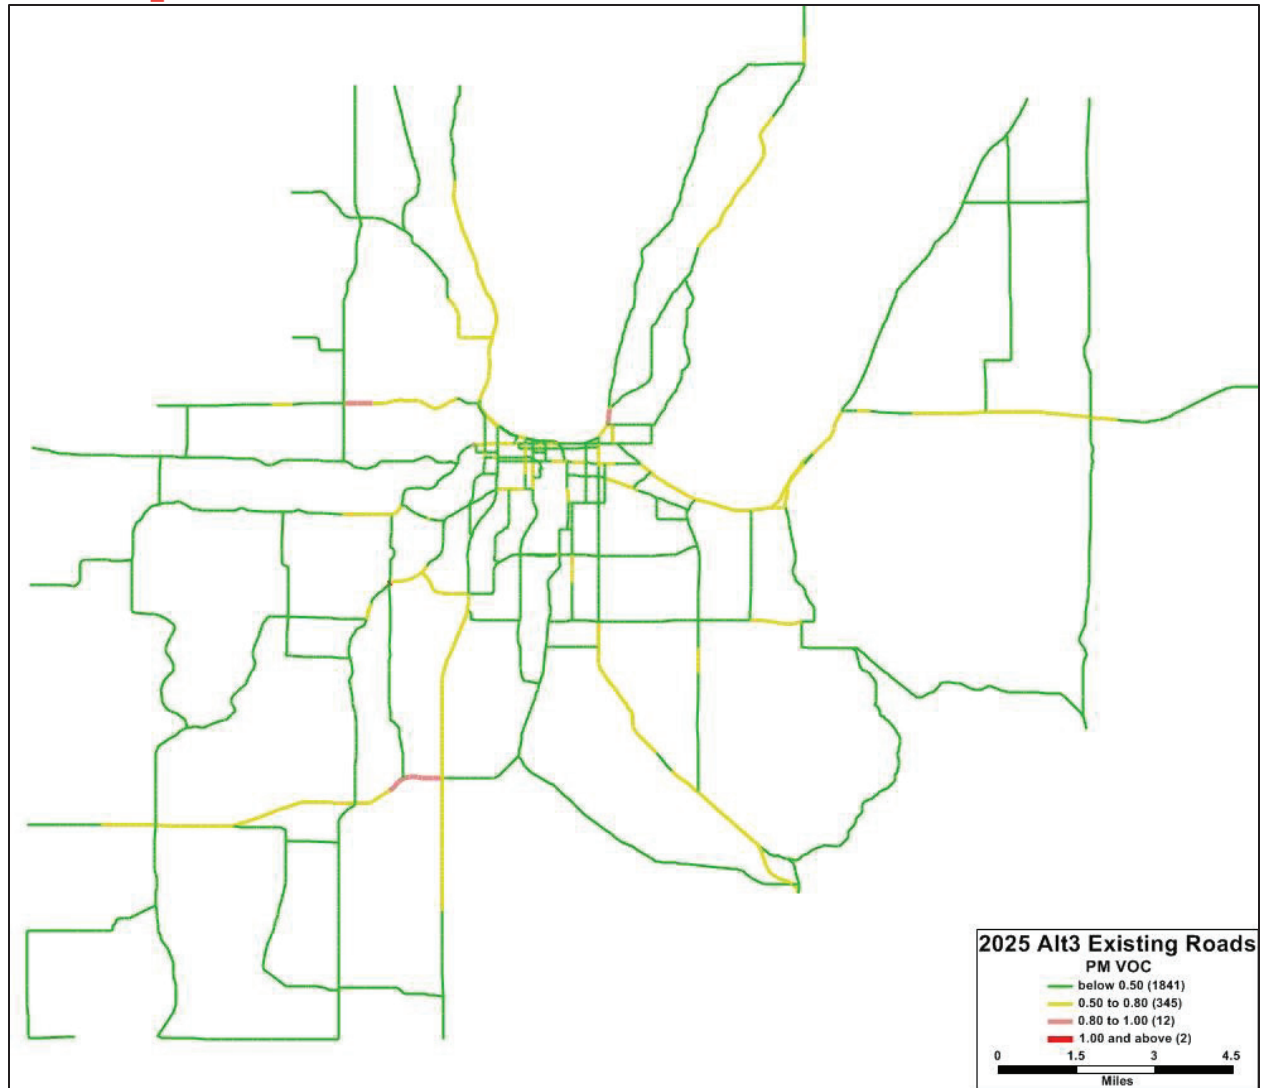 2025 Alt3 Existing Roads
PM VOC
below 0.50 (1841)
0.50 to 0.80 (345)
0.80 to 1.00 (12)
1.00 and above (2)
0 1.5 3 4.5
Miles